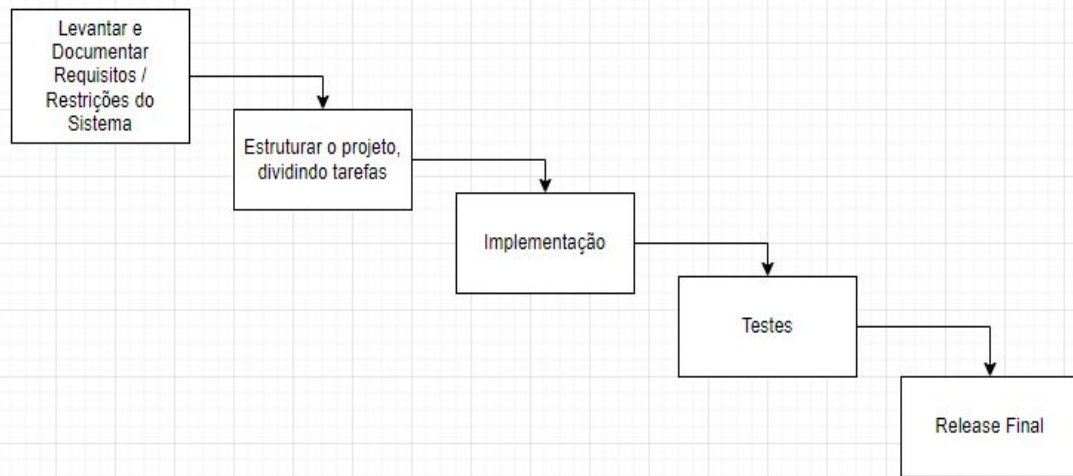 Levantar e
Documentar
Requisitos /
Restrições do
Sistema
Estruturar o projeto,
dividindo tarefas
Implementação
Testes
Release Final